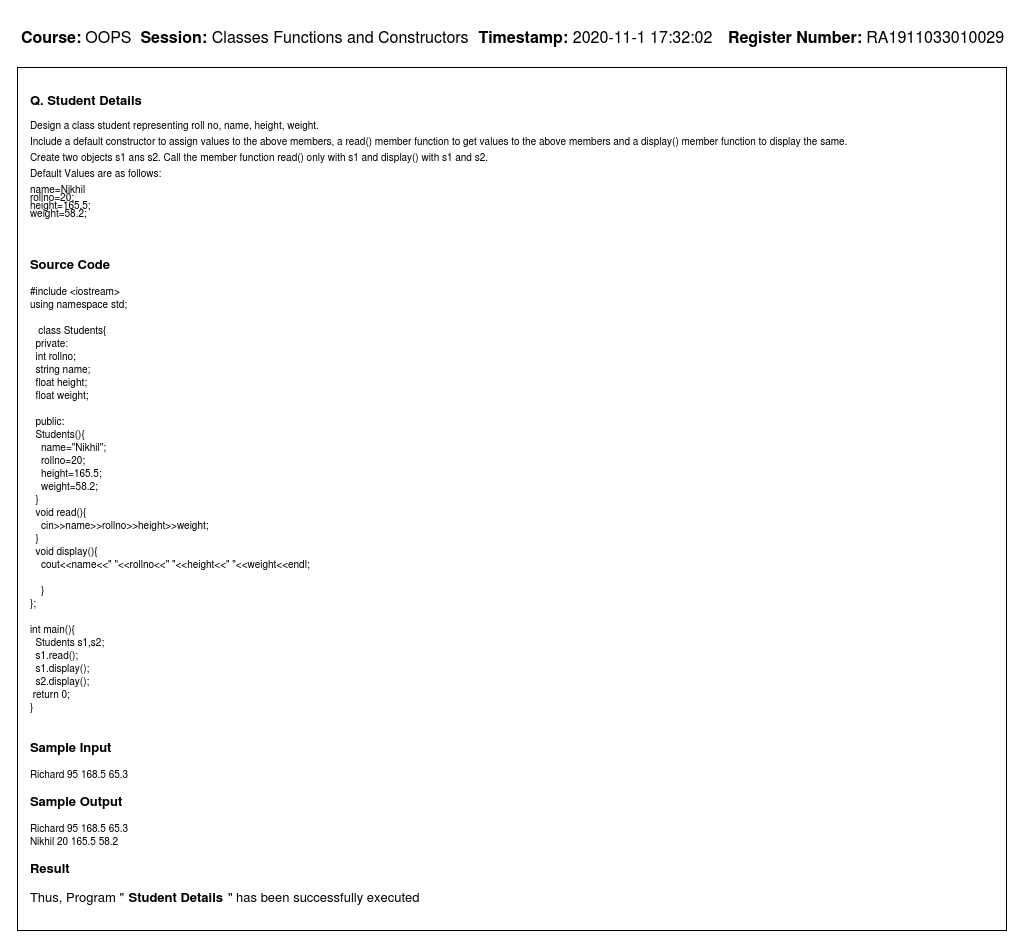 Course: OOPS Session: Classes Functions and Constructors Timestamp: 2020-11-1 17:32:02 Register Number: RA1911033010029
Q. Student Details
Design a class student representing roll no, name, height, weight.
Include a default constructor to assign values to the above members, a read() member function to get values to the above members and a display() member function to display the same.
Create two objects s1 ans s2. Call the member function read() only with s1 and display() with s1 and s2.
Default Values are as follows:
name=Nikhil
rollno=20;
height=165.5;
weight=58.2;
Source Code
#include <iostream>
using namespace std;
class Students{
private:
int rollno;
string name;
float height;
float weight;
public:
Students(){
name="Nikhil";
rollno=20;
height=165.5;
weight=58.2;
}
void read(){
cin>>name>>rollno>>height>>weight;
}
void display(){
cout<<name<<" "<<rollno<<" "<<height<<" "<<weight<<endl;
}
};
int main(){
Students s1,s2;
s1.read();
s1.display();
s2.display();
return 0;
}
Sample Input
Richard 95 168.5 65.3
Sample Output
Richard 95 168.5 65.3
Nikhil 20 165.5 58.2
Result
Thus, Program " Student Details " has been successfully executed